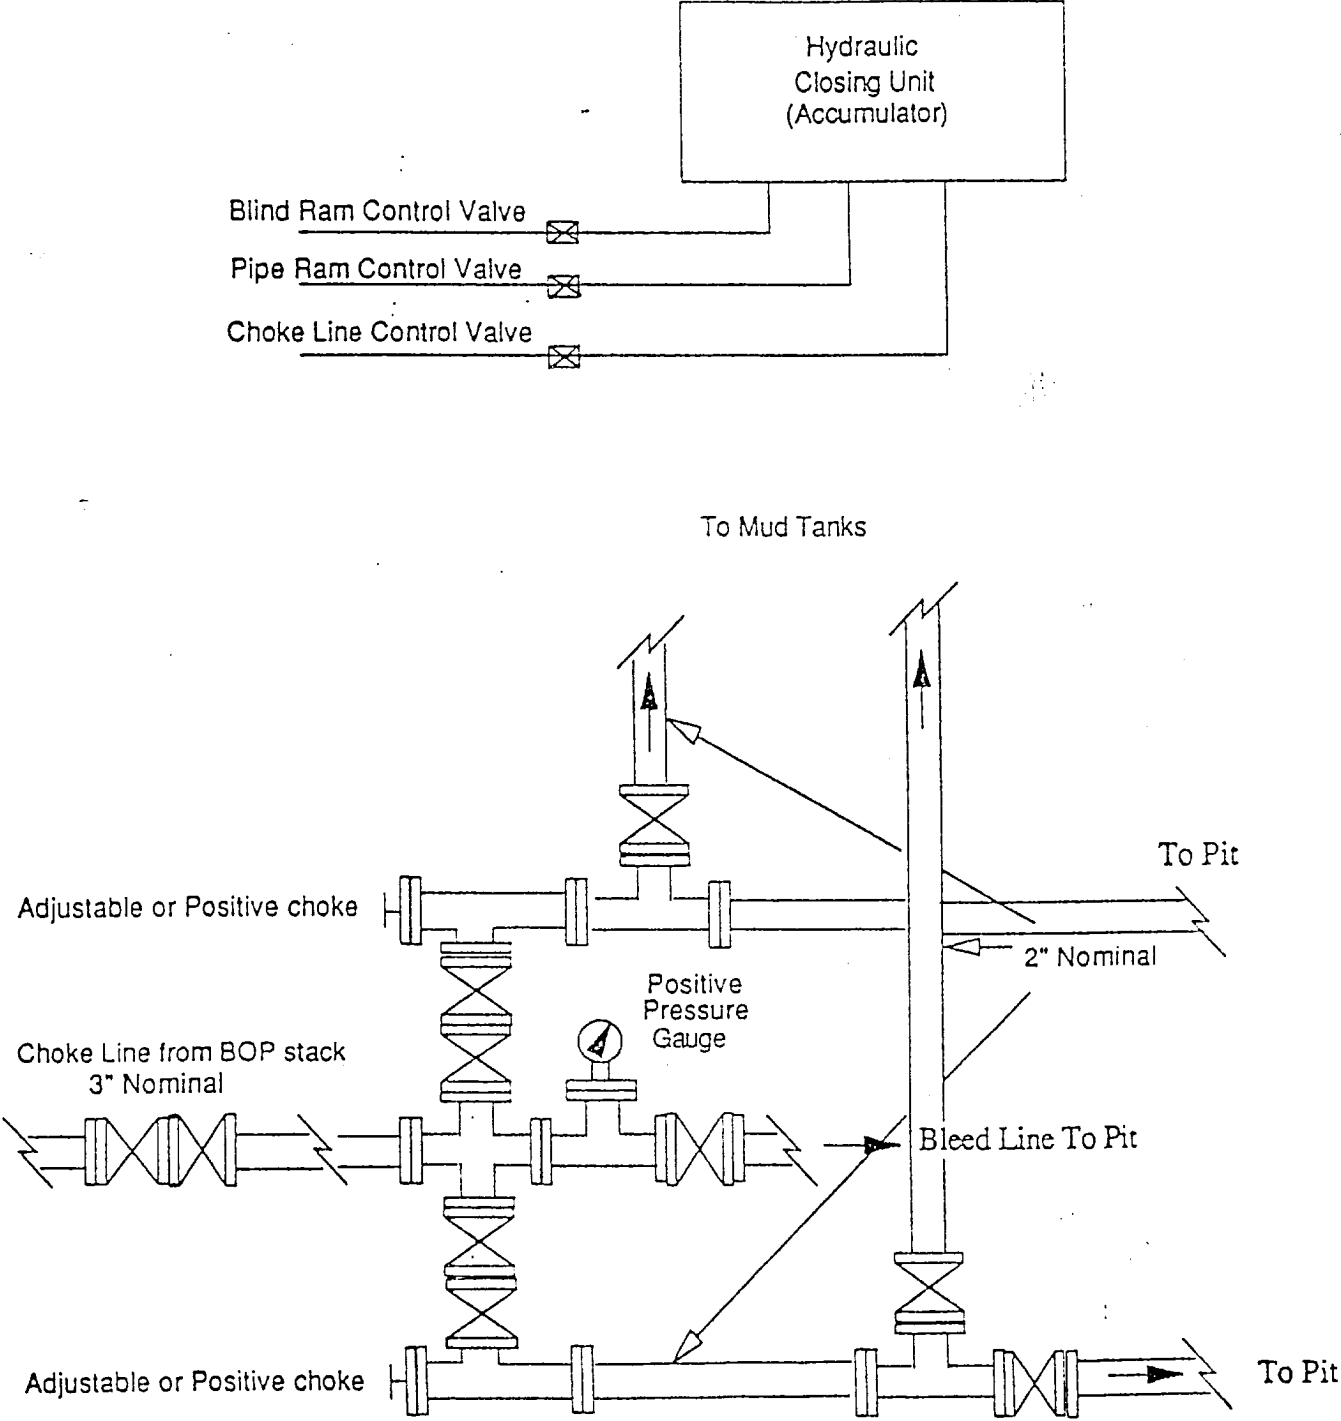 Hydraulic
Closing Unit
(Accumulator)
Blind Ram Control Valve
Pipe Ram Control Valve
Choke Line Control Valve
To Mud Tanks
To Pit
Adjustable or Positive choke
2" Nominal
Positive
Pressure
Gauge
Choke Line from BOP stack
3" Nominal
Bleed Line To Pit
Adjustable or Positive choke
To Pit